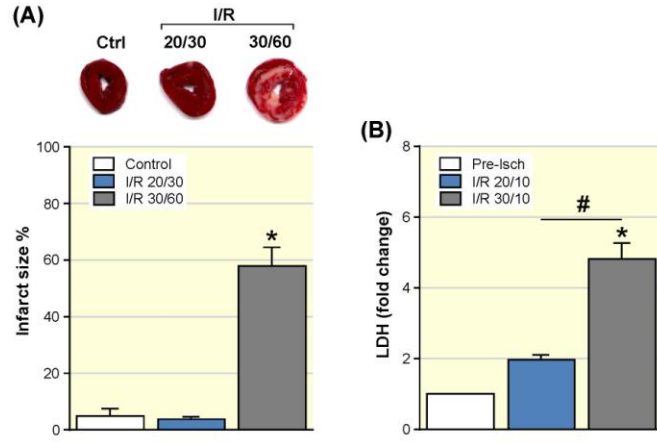 (A)
I/R
Ctrl 20/30 30/60
100
80
60
40
20
0
Infarct size %
Control
I/R 20/30
I/R 30/60
*
(B)
8
6
4
2
0
LDH (fold change)
Pre-Isch
I/R 20/10
I/R 30/10
#
*